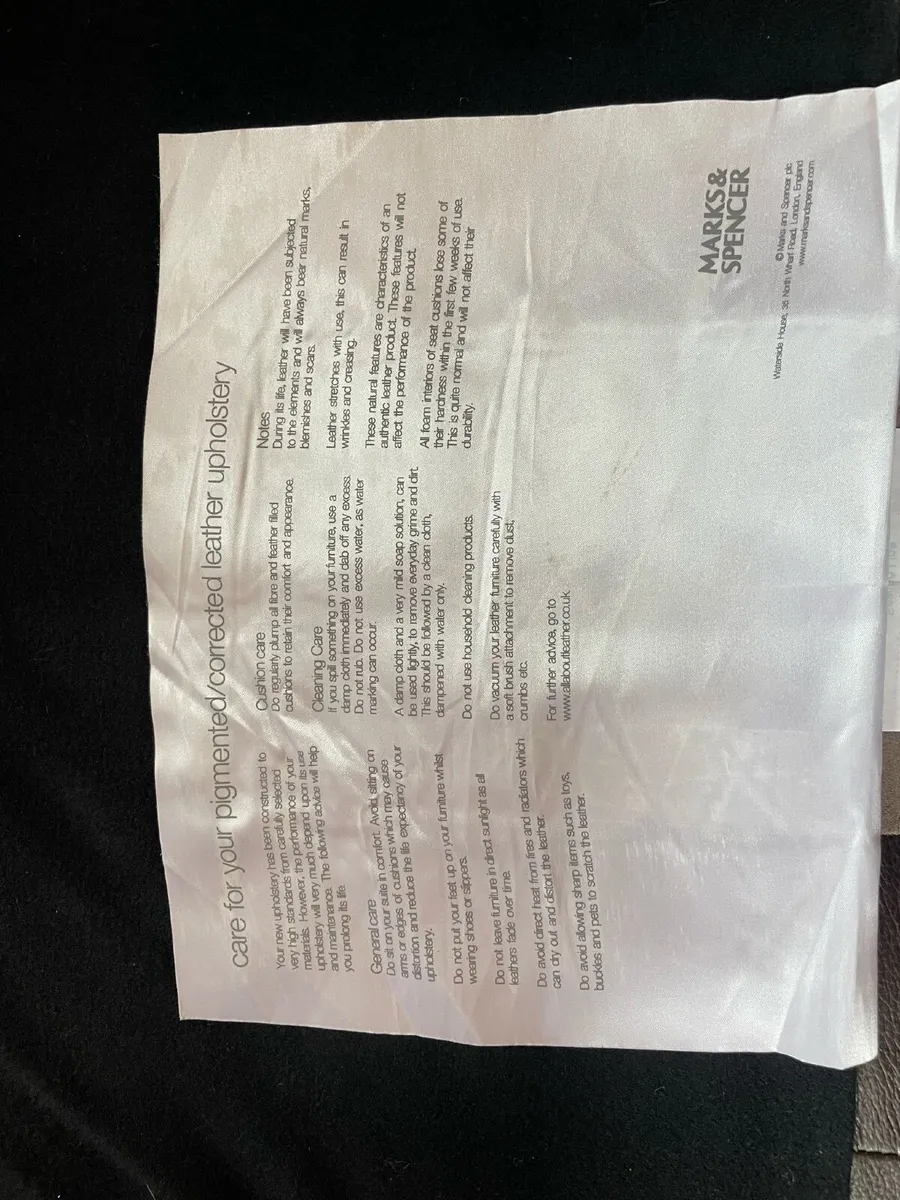 care for your pigmented/corrected leather upholstery
Your new upholstery has been constructed to
very high standards from carefully selected
materials. However, the performance of your
upholstery will very much depend upon its use
and maintenance. The following advice will help
you prolong its life.
General care
Do sit on your suite in comfort. Avoid, sitting on
arms or edges of cushions which may cause
distortion and reduce the life expectancy of your
upholstery.
Do not put your feet up on your furniture whilst
wearing shoes or slippers.
Do not leave furniture in direct sunlight as all
leathers fade over time.
Do avoid direct heat from fires and radiators which
can dry out and distort the leather.
Do avoid allowing sharp items such as toys,
buckles and pets to scratch the leather.
Cushion care
Do regularly plump all fibre and feather filled
cushions to retain their comfort and appearance.
Cleaning Care
If you spill something on your furniture, use a
damp cloth immediately and dab off any excess.
Do not rub. Do not use excess water, as water
marking can occur.
A damp cloth and a very mild soap solution, can
be used lightly, to remove everyday grime and dirt.
This should be followed by a clean cloth,
dampened with water only.
Do not use household cleaning products.
Do vacuum your leather furniture carefully with
a soft brush attachment to remove dust,
crumbs etc.
For further advice, go to
www.allaboutleather.co.uk
Notes
During its life, leather will have been subjected
to the elements and will always bear natural marks,
blemishes and scars.
Leather stretches with use, this can result in
wrinkles and creasing.
These natural features are characteristics of an
authentic leather product. These features will not
affect the performance of the product.
All foam interiors of seat cushions lose some of
their hardness within the first few weeks of use.
This is quite normal and will not affect their
durability.
MARKS &
SPENCER
© Marks and Spencer plc
Waterside House, 35 North Wharf Road, London, England
www.marksandspencer.com